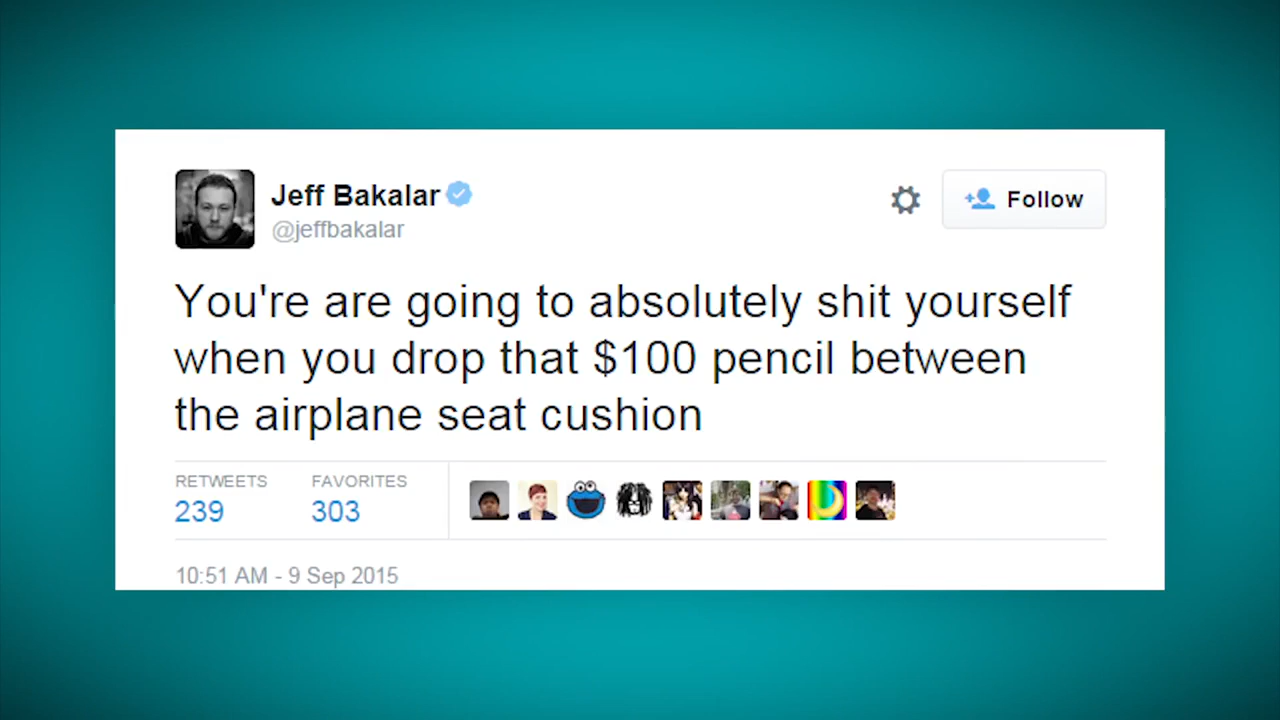 Jeff Bakalar
@jeffbakalar
Follow
You're are going to absolutely shit yourself
when you drop that $100 pencil between
the airplane seat cushion
RETWEETS FAVORITES
239 303
10:51 AM - 9 Sep 2015